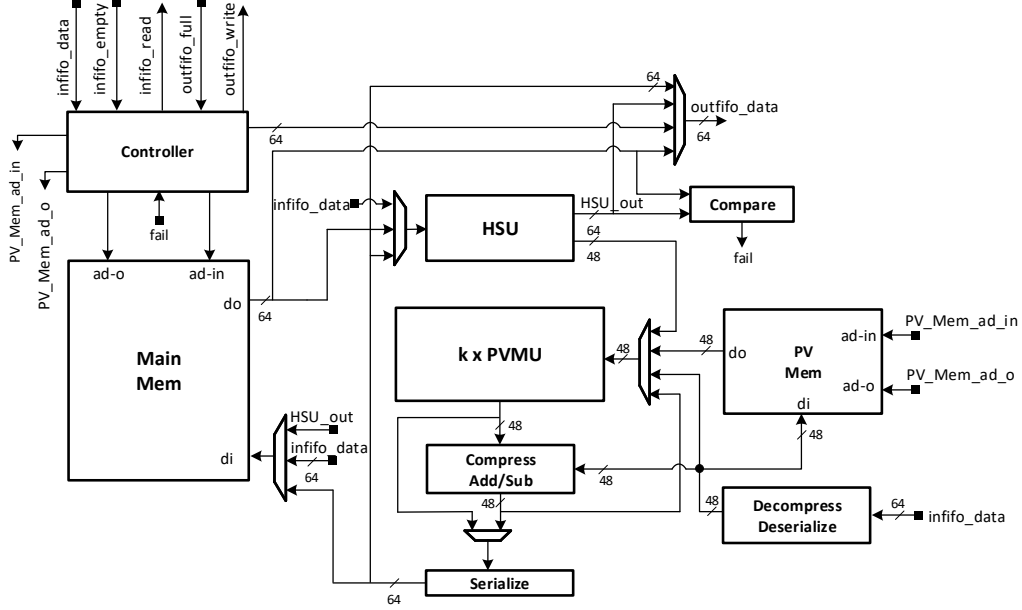 infifo_data
infifo_empty
infifo_read
outfifo_full
outfifo_write
64
outfifo_data
64
Controller
64
PV_Mem_ad_in
PV_Mem_ad_o
fail
infifo_data
HSU
HSU_out
64
48
Compare
fail
ad-o
ad-in
do
64
Main
Mem
di
k x PVMU
48
48
do
PV
Mem
ad-in
ad-o
di
PV_Mem_ad_in
PV_Mem_ad_o
48
48
HSU_out
infifo_data
64
Compress
Add/Sub
48
48
48
Decompress
Deserialize
64
infifo_data
Serialize
64